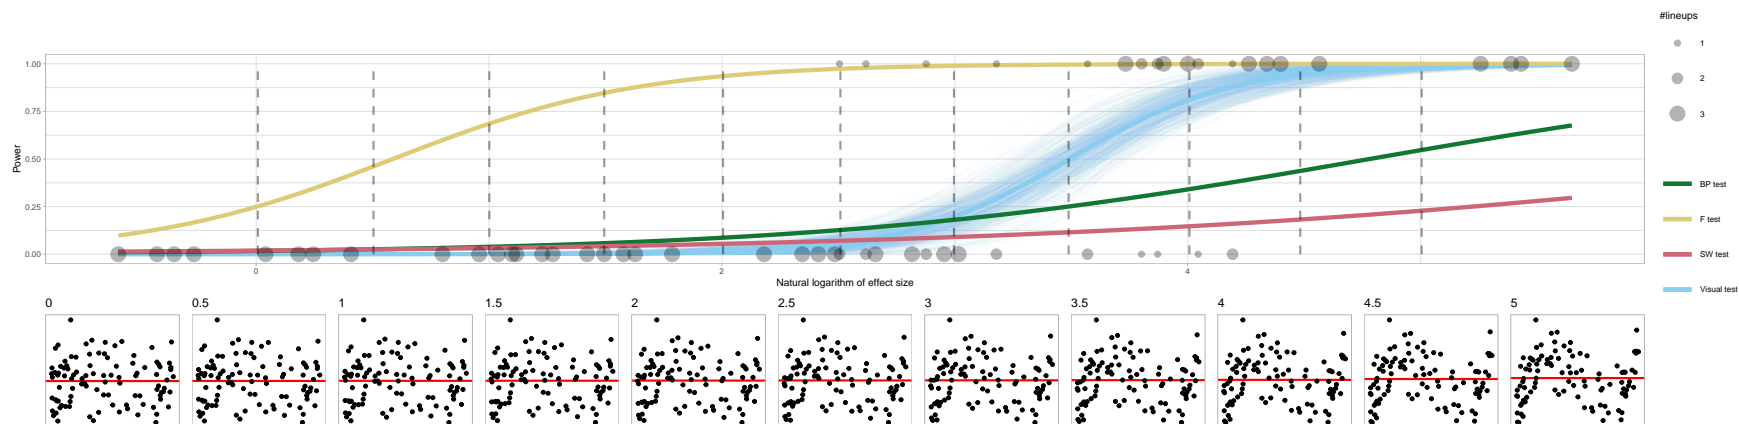 #lineups
1
2
3
1.00
0.75
0.50
0.25
0.00
Power
0 2 4
Natural logarithm of effect size
BP test
F test
SW test
Visual test
0 0.5 1 1.5 2 2.5 3 3.5 4 4.5 5